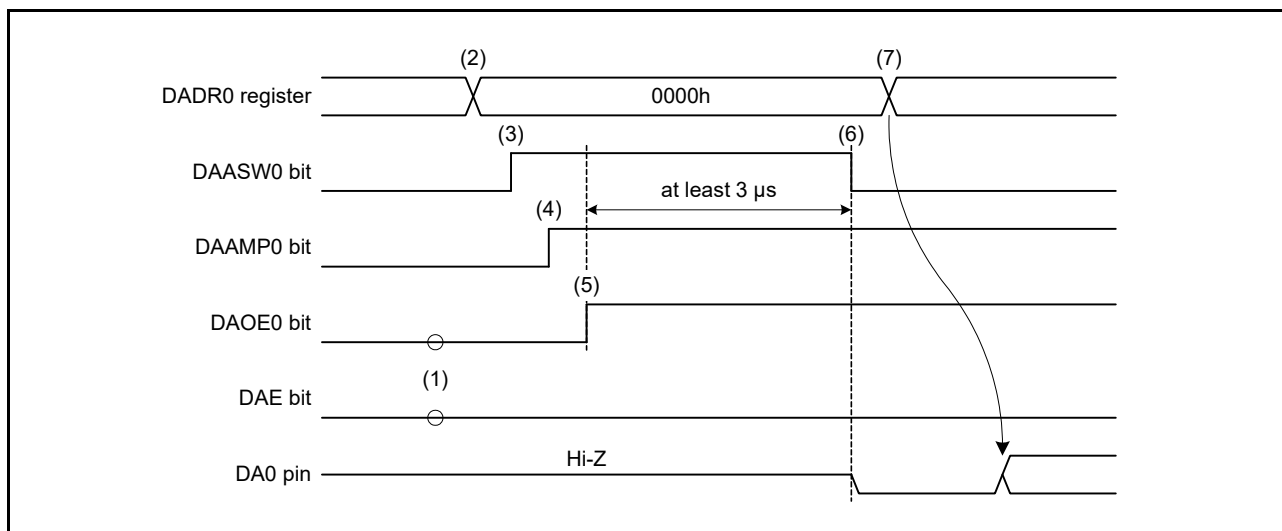 (2) (7)
DADR0 register 0000h
(3) (6)
DAASW0 bit
at least 3 µs
(4)
DAAMP0 bit
(5)
DAOE0 bit
(1)
DAE bit
Hi-Z
DA0 pin